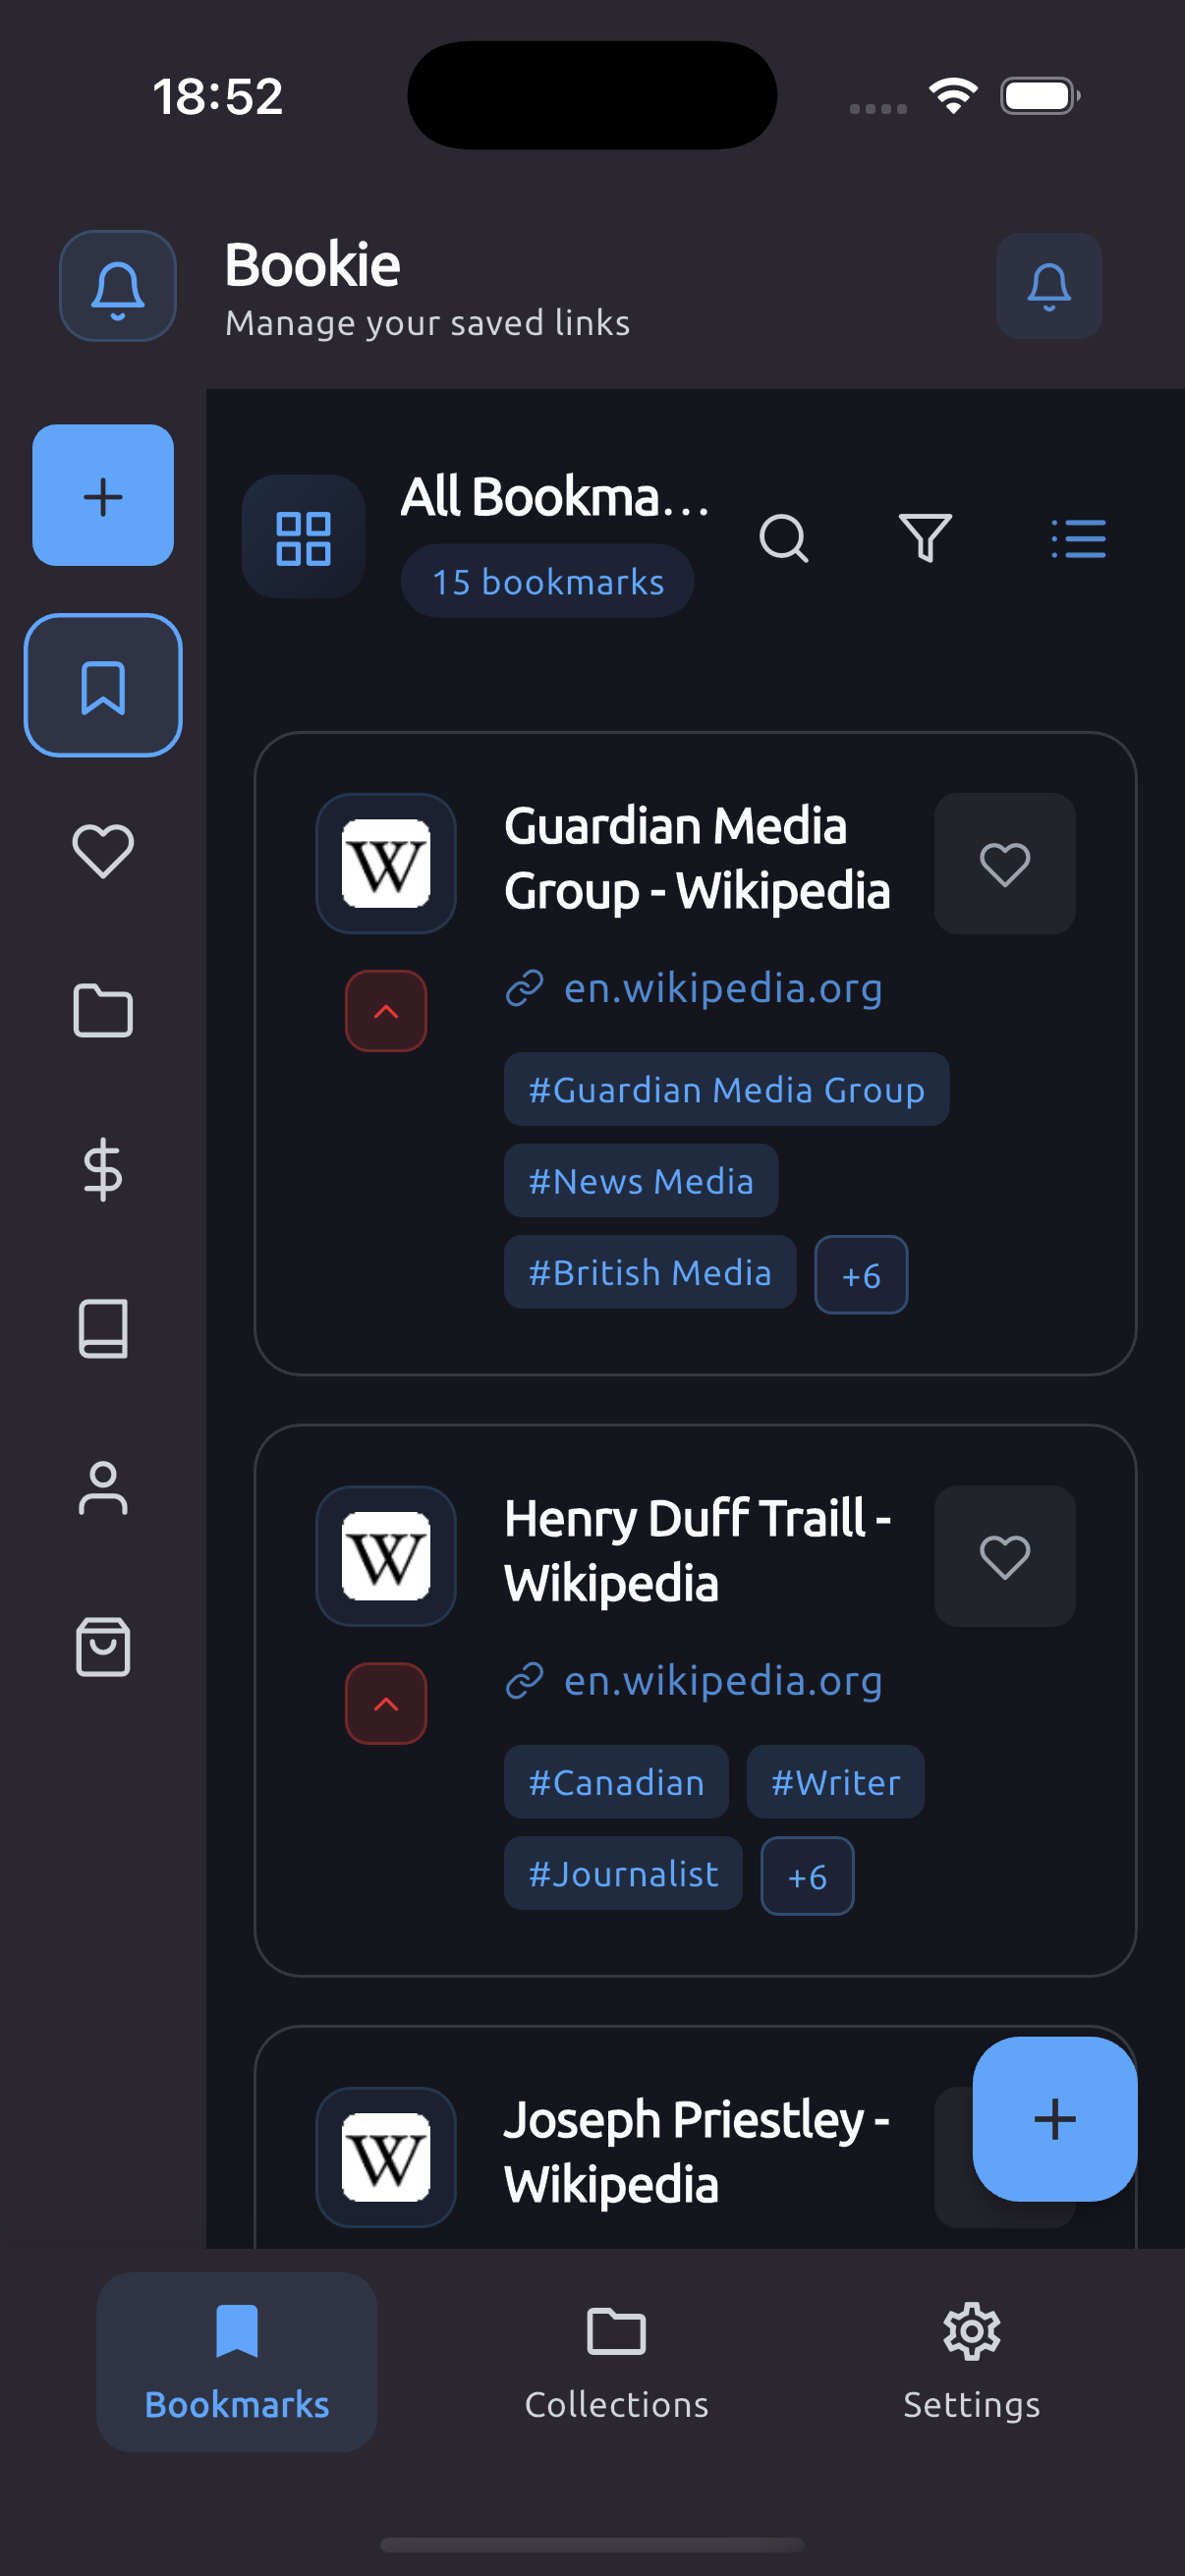 18:52
Bookie
Manage your saved links
All Bookma...
15 bookmarks
W
Guardian Media
Group - Wikipedia
en.wikipedia.org
#Guardian Media Group
#News Media
#British Media +6
W
Henry Duff Traill -
Wikipedia
en.wikipedia.org
#Canadian #Writer
#Journalist +6
W
Joseph Priestley -
Wikipedia
Bookmarks Collections Settings